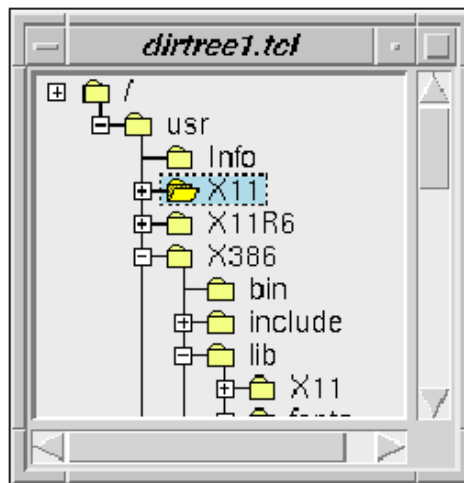 dirtree1.tcl
/
usr
Info
X11
X11R6
X386
bin
include
lib
X11